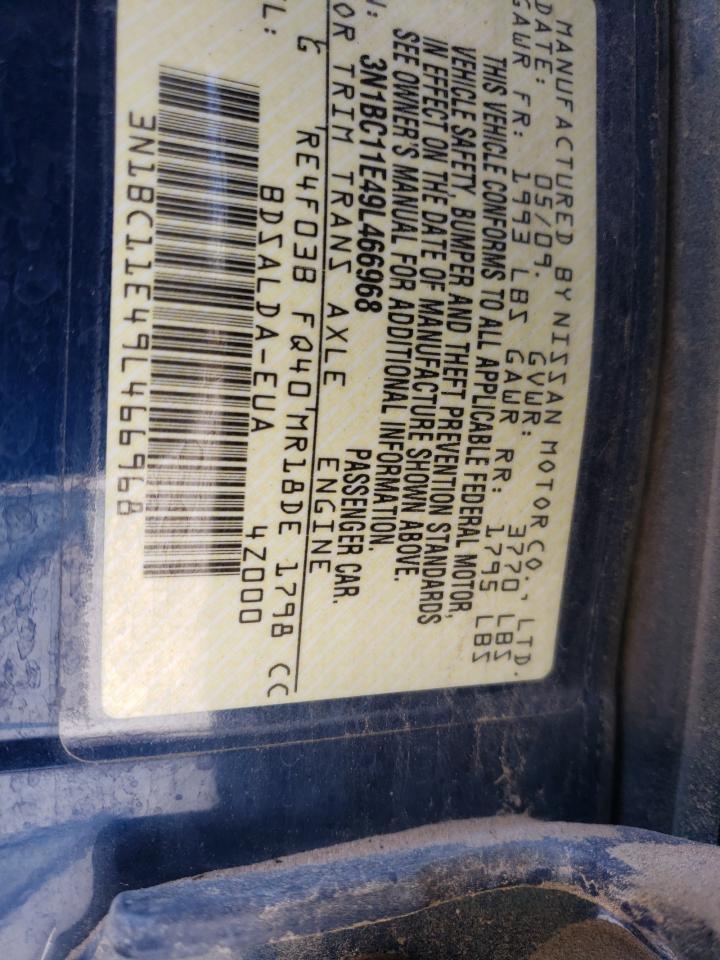 MANUFACTURED BY NISSAN MOTOR CO., LTD.
DATE: 05/09. GVWR: 3770 LBS
GAWR FR: 1993 LBS GAWR RR: 1795 LBS
THIS VEHICLE CONFORMS TO ALL APPLICABLE FEDERAL MOTOR
VEHICLE SAFETY, BUMPER AND THEFT PREVENTION STANDARDS
IN EFFECT ON THE DATE OF MANUFACTURE SHOWN ABOVE.
SEE OWNER'S MANUAL FOR ADDITIONAL INFORMATION.
N: 3N1BC11E49L466968 PASSENGER CAR.
OR TRIM TRANS AXLE ENGINE
G RE4F03B FQ40 MR18DE 1798 CC
L: BDSALDA-EUA 4Z000
3N1BC11E49L466968